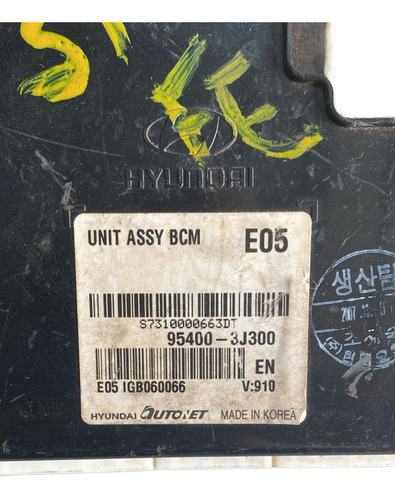 HYUNDAI
UNIT ASSY BCM E05
S7310000663DT
95400-3J300
EN
E05 IGB060066 V:910
HYUNDAI AUTONET MADE IN KOREA
생산팀